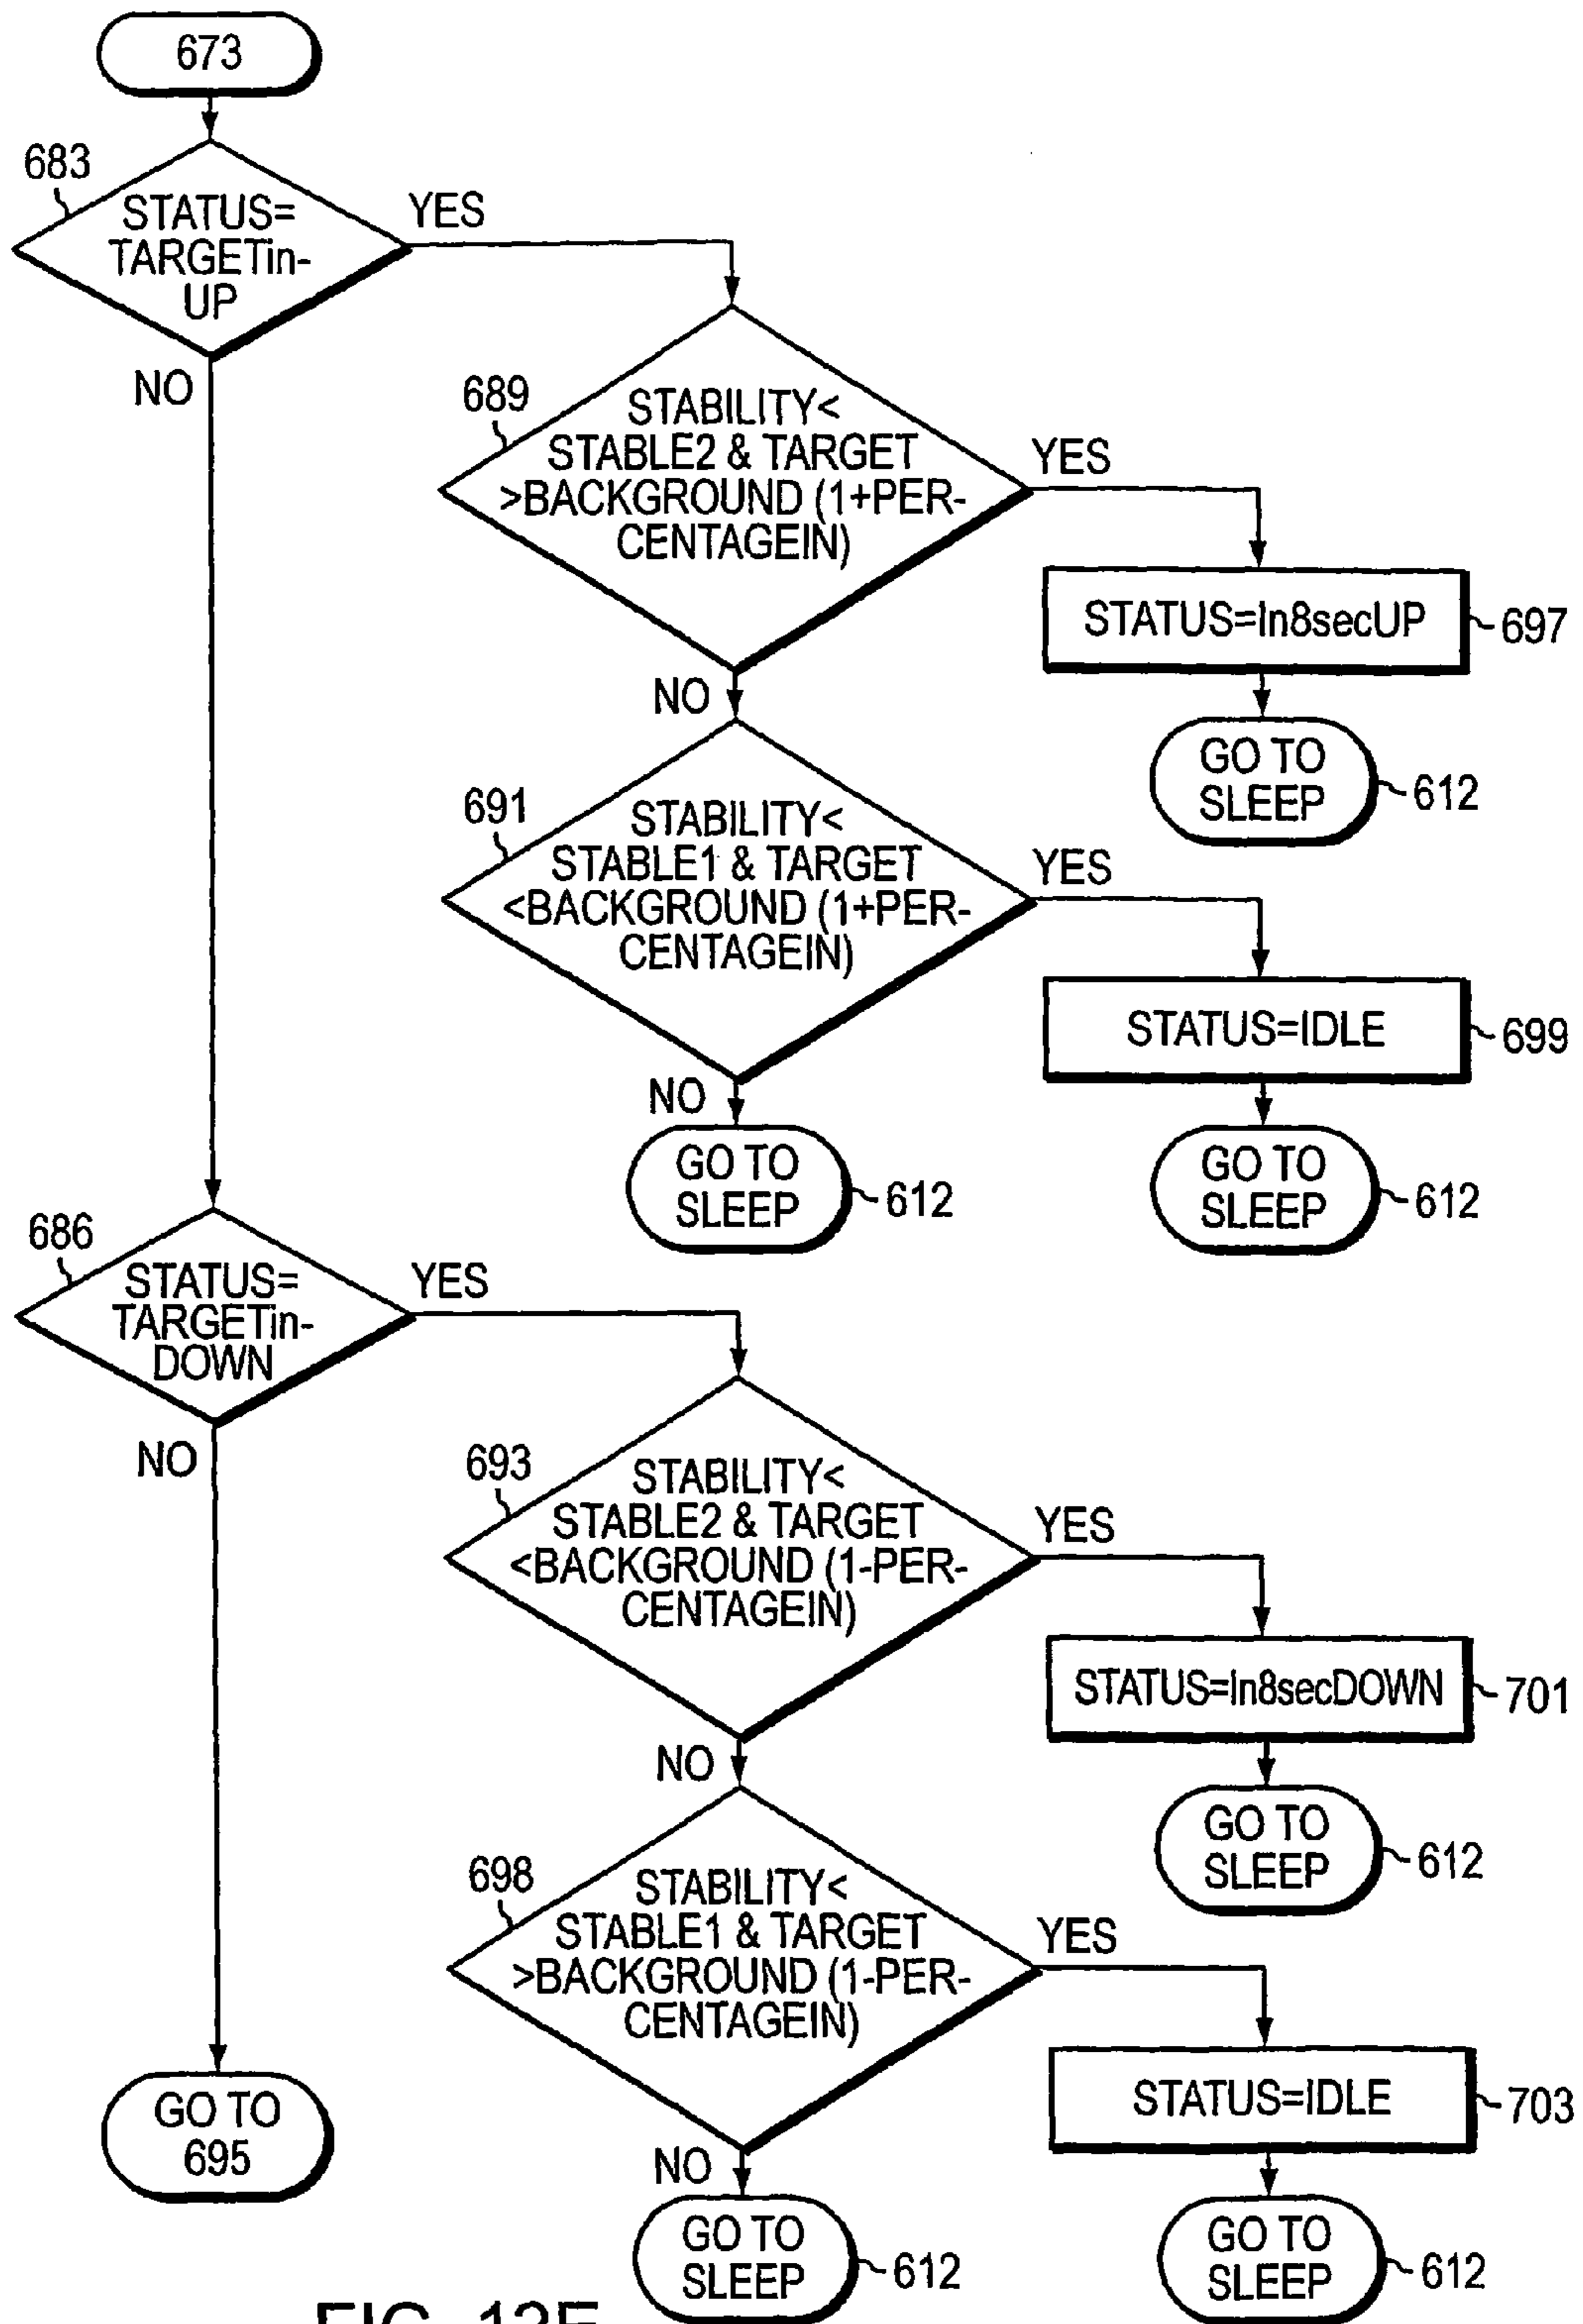 673
683
STATUS=
TARGETin-
UP
YES
NO
689
STABILITY<
STABLE2 & TARGET
>BACKGROUND (1+PER-
CENTAGEIN)
YES
STATUS=In8secUP
697
NO
GO TO
SLEEP
612
691
STABILITY<
STABLE1 & TARGET
<BACKGROUND (1+PER-
CENTAGEIN)
YES
STATUS=IDLE
699
NO
GO TO
SLEEP
612
GO TO
SLEEP
612
686
STATUS=
TARGETin-
DOWN
YES
NO
693
STABILITY<
STABLE2 & TARGET
<BACKGROUND (1-PER-
CENTAGEIN)
YES
STATUS=In8secDOWN
701
NO
GO TO
SLEEP
612
698
STABILITY<
STABLE1 & TARGET
>BACKGROUND (1-PER-
CENTAGEIN)
YES
STATUS=IDLE
703
GO TO
695
NO
GO TO
SLEEP
612
GO TO
SLEEP
612